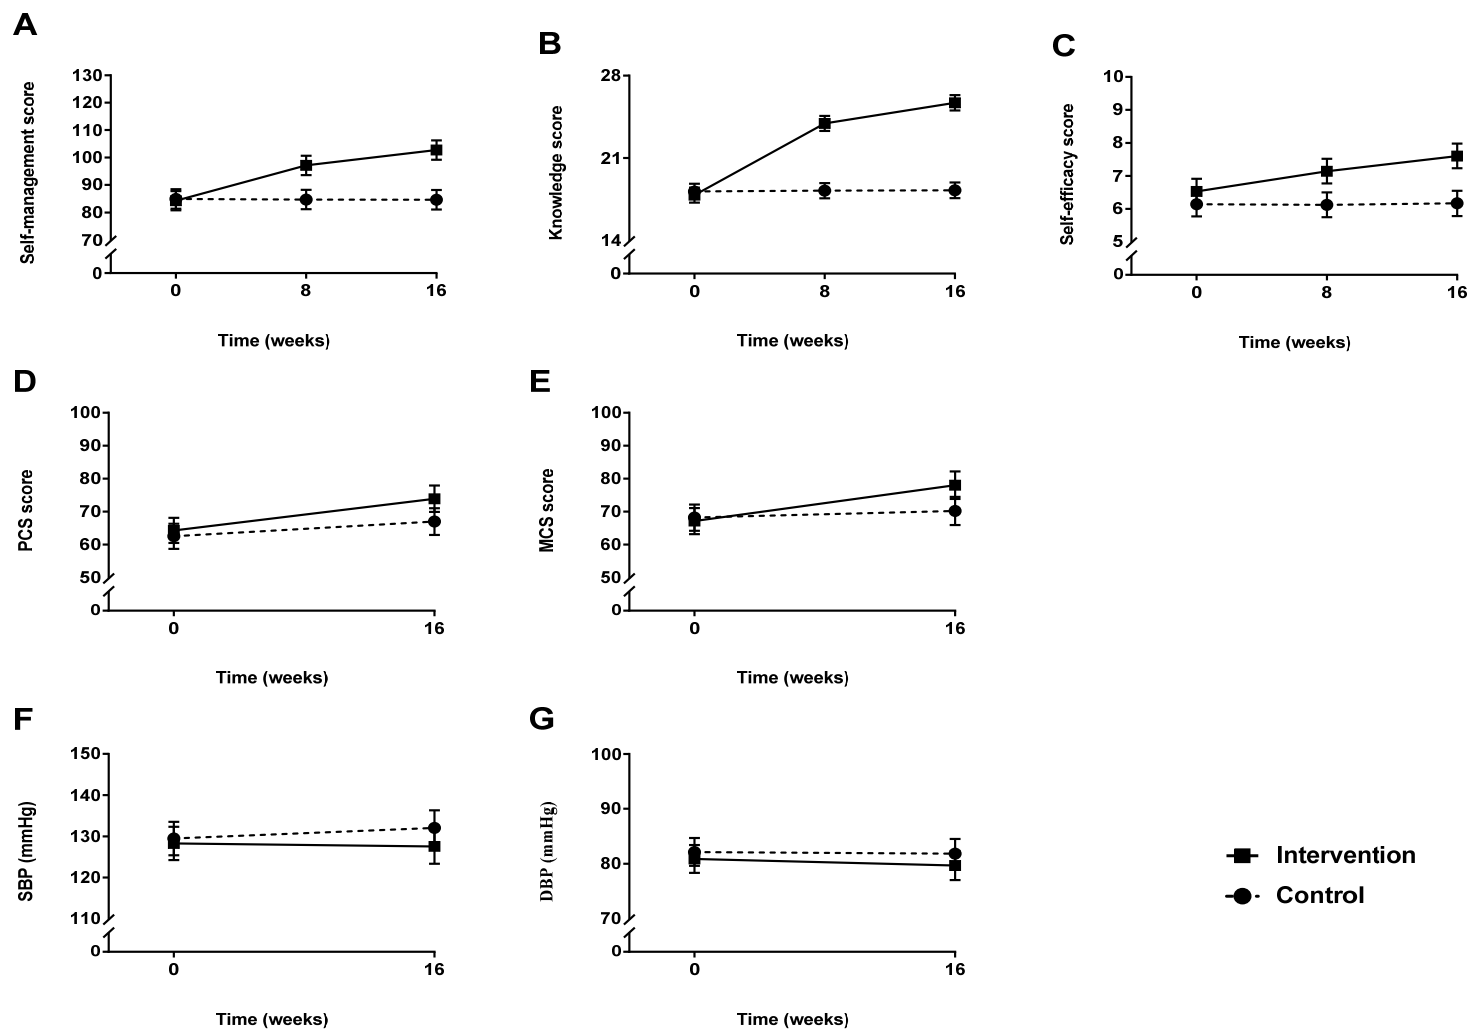 A
Self-management score
130
120
110
100
90
80
70
0
0 8 16
Time (weeks)
B
Knowledge score
28
21
14
0
0 8 16
Time (weeks)
C
Self-efficacy score
10
9
8
7
6
5
0
0 8 16
Time (weeks)
D
PCS score
100
90
80
70
60
50
0
0 16
Time (weeks)
E
MCS score
100
90
80
70
60
50
0
0 16
Time (weeks)
F
SBP (mmHg)
150
140
130
120
110
0
0 16
Time (weeks)
G
DBP (mmHg)
100
90
80
70
0
0 16
Time (weeks)
Intervention
Control